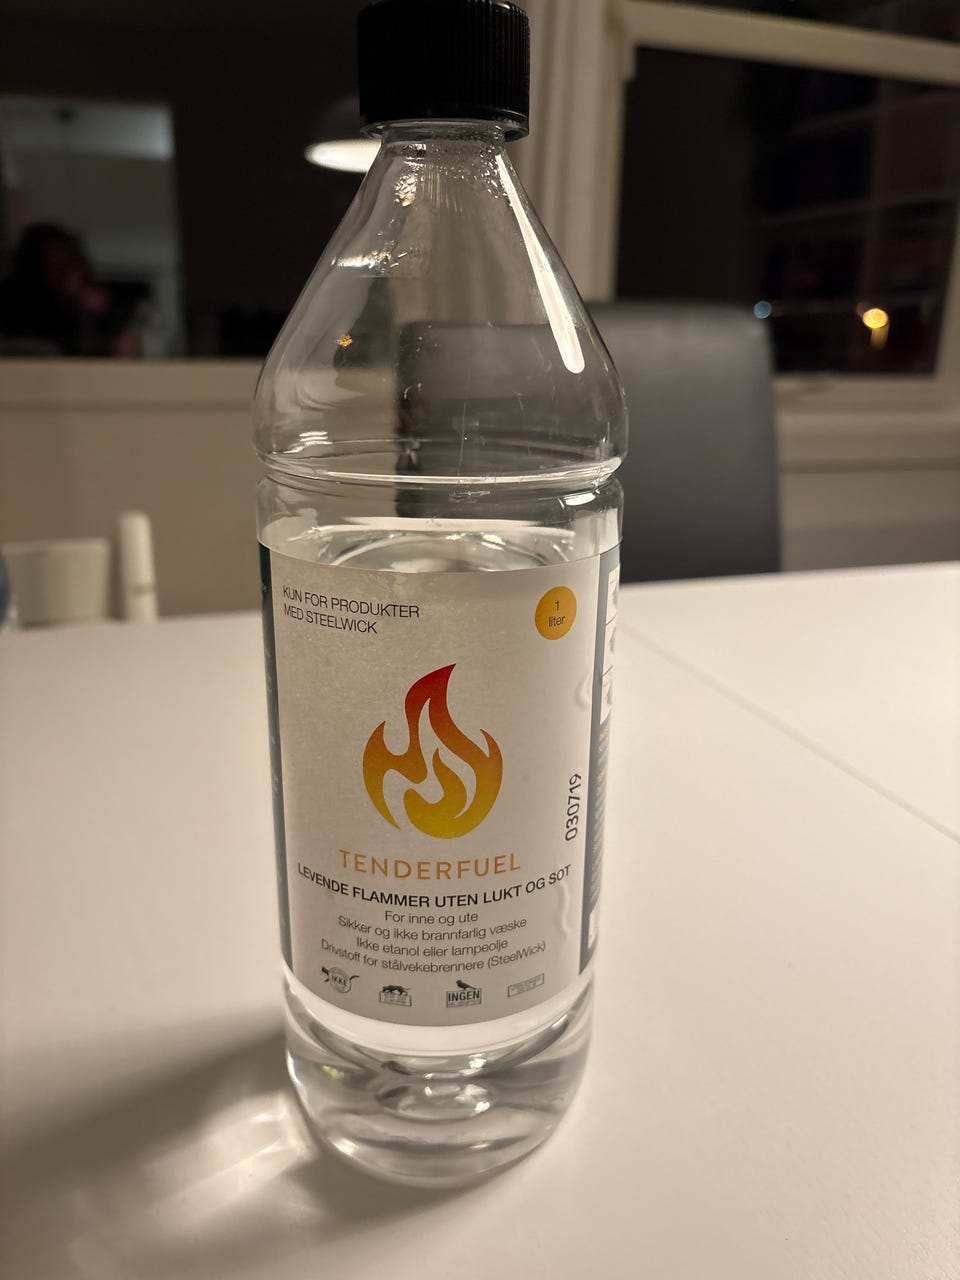 KUN FOR PRODUKTER
MED STEELWICK
1
liter
030719
TENDERFUEL
LEVENDE FLAMMER UTEN LUKT OG SOT
For inne og ute
Sikker og ikke brannfarlig væske
Ikke etanol eller lampeolje
Drivstoff for stålvekebrennere (SteelWick)
IKKE
INGEN